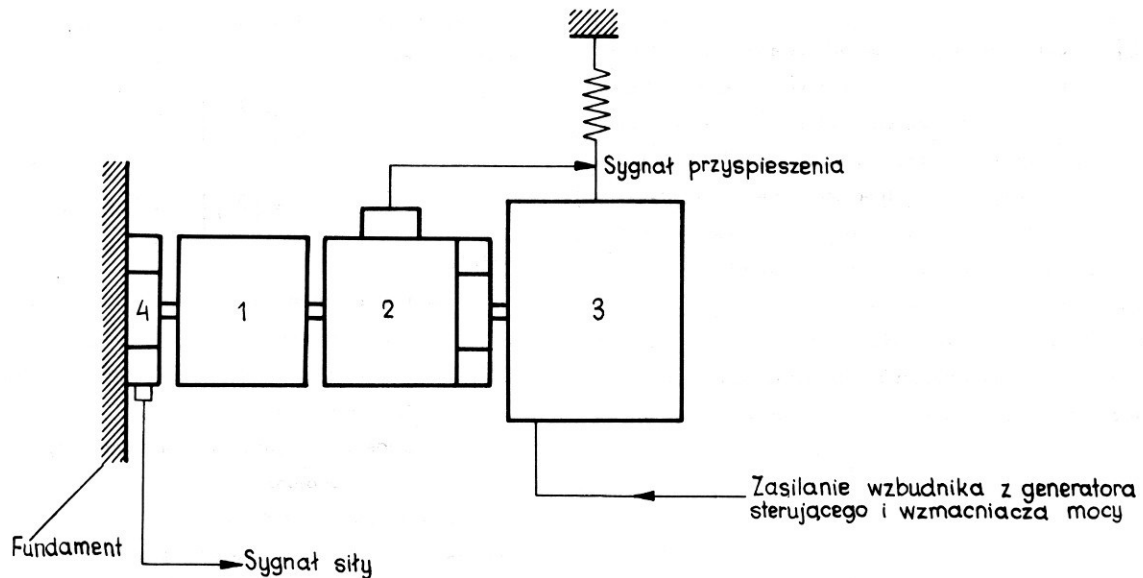 Sygnał przyspieszenia
4
1
2
3
Zasilanie wzbudnika z generatora
sterującego i wzmacniacza mocy
Fundament
Sygnał siły